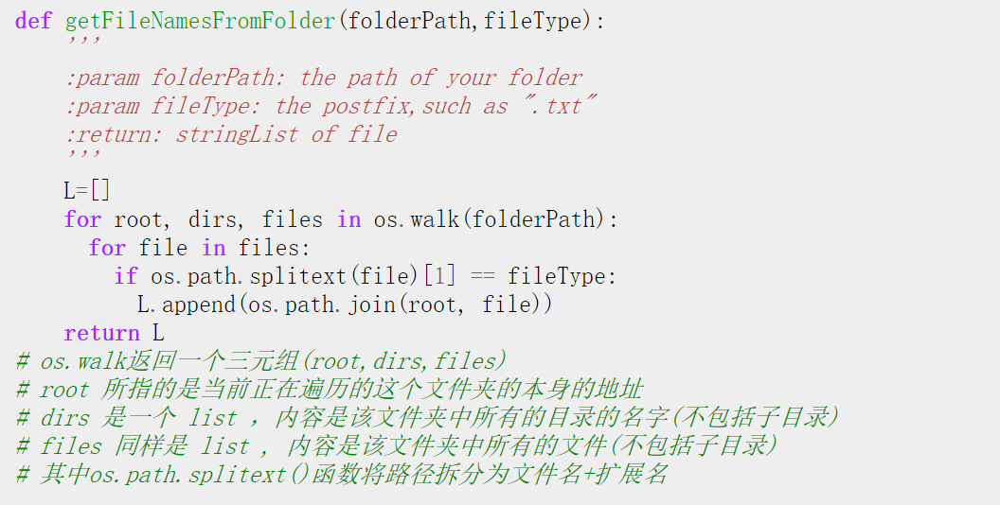 def getFileNamesFromFolder(folderPath,fileType):
    '''
    :param folderPath: the path of your folder
    :param fileType: the postfix,such as ".txt"
    :return: stringList of file
    '''
    L=[]
    for root, dirs, files in os.walk(folderPath):
      for file in files:
        if os.path.splitext(file)[1] == fileType:
          L.append(os.path.join(root, file))
    return L
# os.walk返回一个三元组(root,dirs,files)
# root 所指的是当前正在遍历的这个文件夹的本身的地址
# dirs 是一个 list ，内容是该文件夹中所有的目录的名字(不包括子目录)
# files 同样是 list , 内容是该文件夹中所有的文件(不包括子目录)
# 其中os.path.splitext()函数将路径拆分为文件名+扩展名